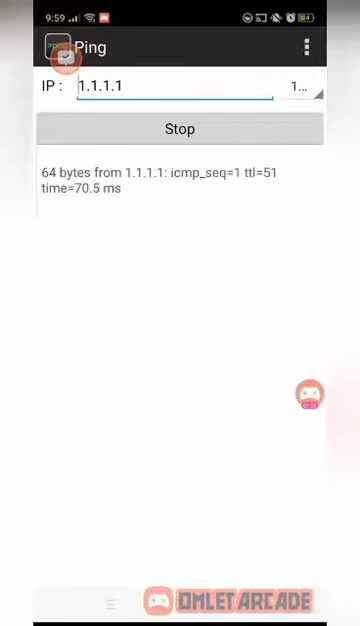 9:59
Ping
>ping
IP : 1.1.1.1 1...
Stop
64 bytes from 1.1.1.1: icmp_seq=1 ttl=51
time=70.5 ms
OMLET ARCADE